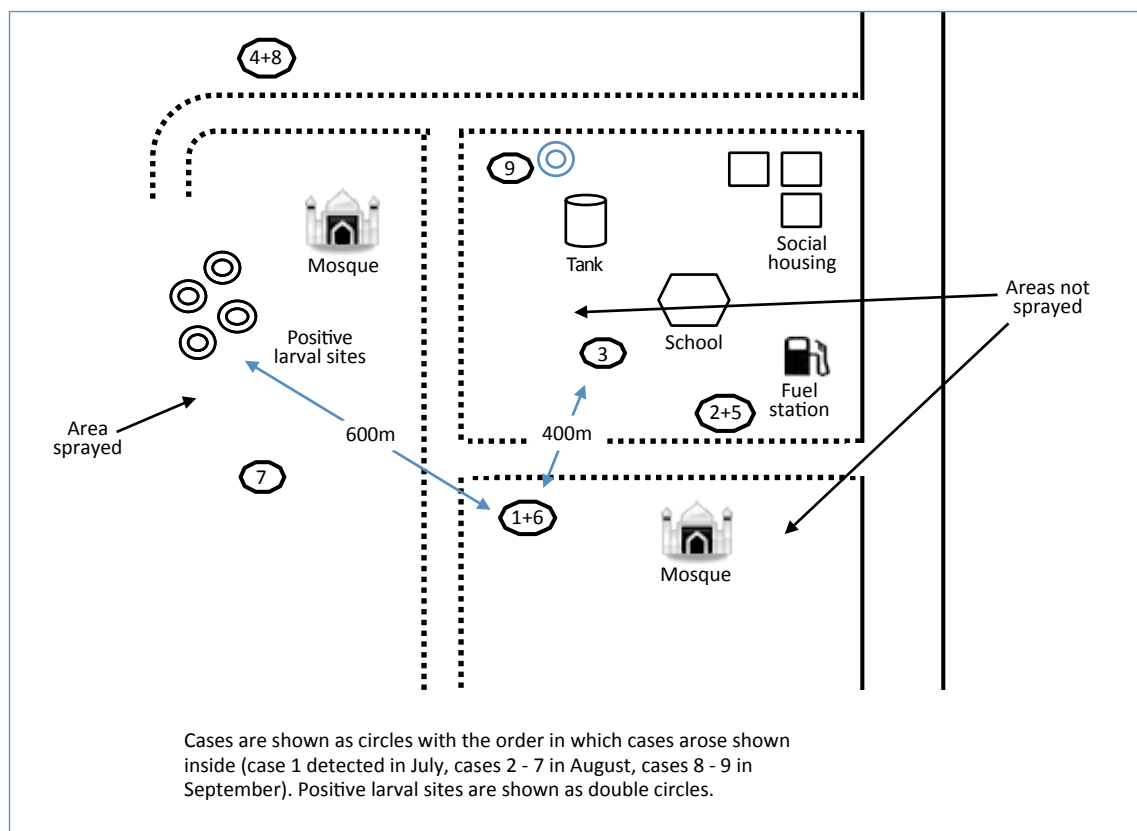 4+8
9
Mosque
Tank
Social
housing
Areas not
sprayed
Positive
larval sites
School
3
Fuel
station
2+5
Area
sprayed
600m
400m
7
1+6
Mosque
Cases are shown as circles with the order in which cases arose shown
inside (case 1 detected in July, cases 2 - 7 in August, cases 8 - 9 in
September). Positive larval sites are shown as double circles.